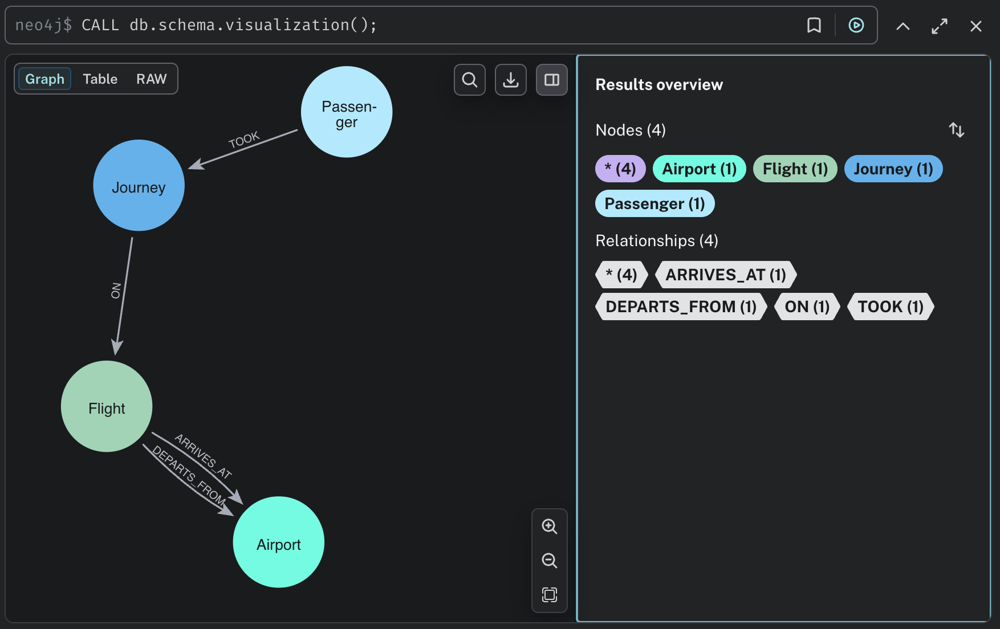 neo4j$ CALL db.schema.visualization();
Graph Table RAW
Passen-
ger
TOOK
Journey
ON
Flight
ARRIVES_AT
DEPARTS_FROM
Airport
Results overview
Nodes (4)
* (4) Airport (1) Flight (1) Journey (1)
Passenger (1)
Relationships (4)
* (4) ARRIVES_AT (1)
DEPARTS_FROM (1) ON (1) TOOK (1)